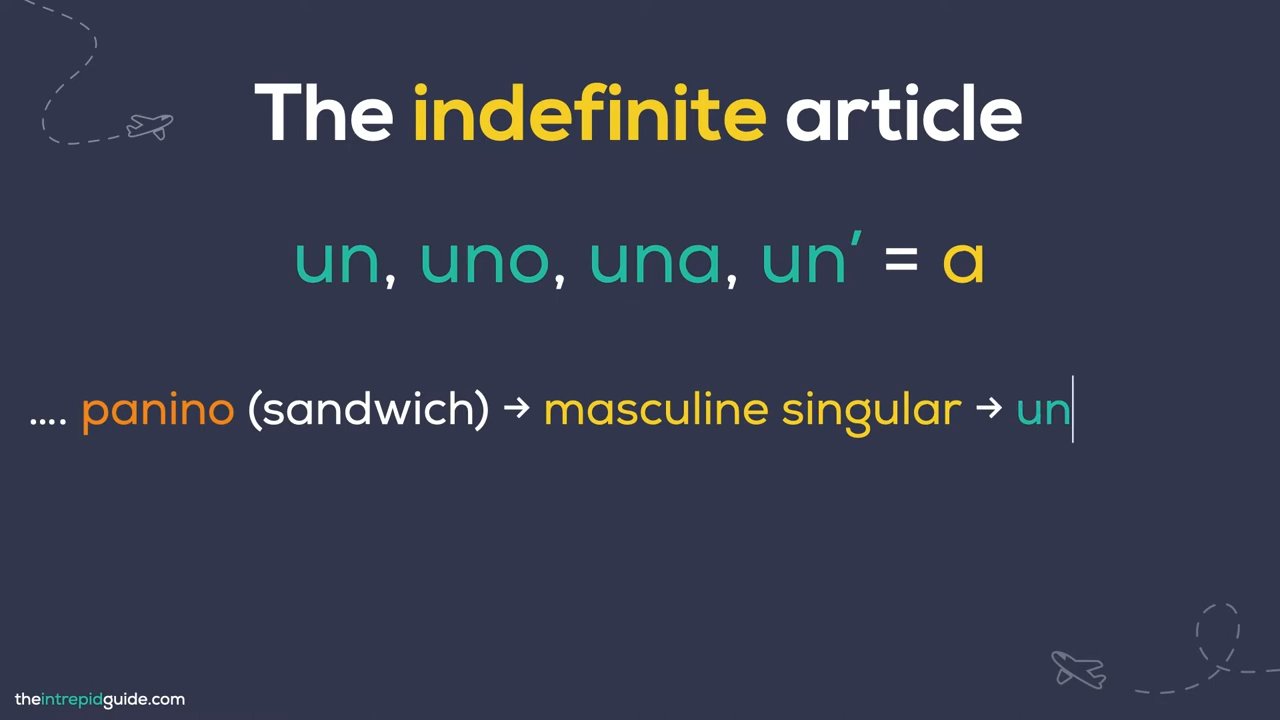 The indefinite article
un, uno, una, un’ = a
.... panino (sandwich) → masculine singular → un
theintrepidguide.com